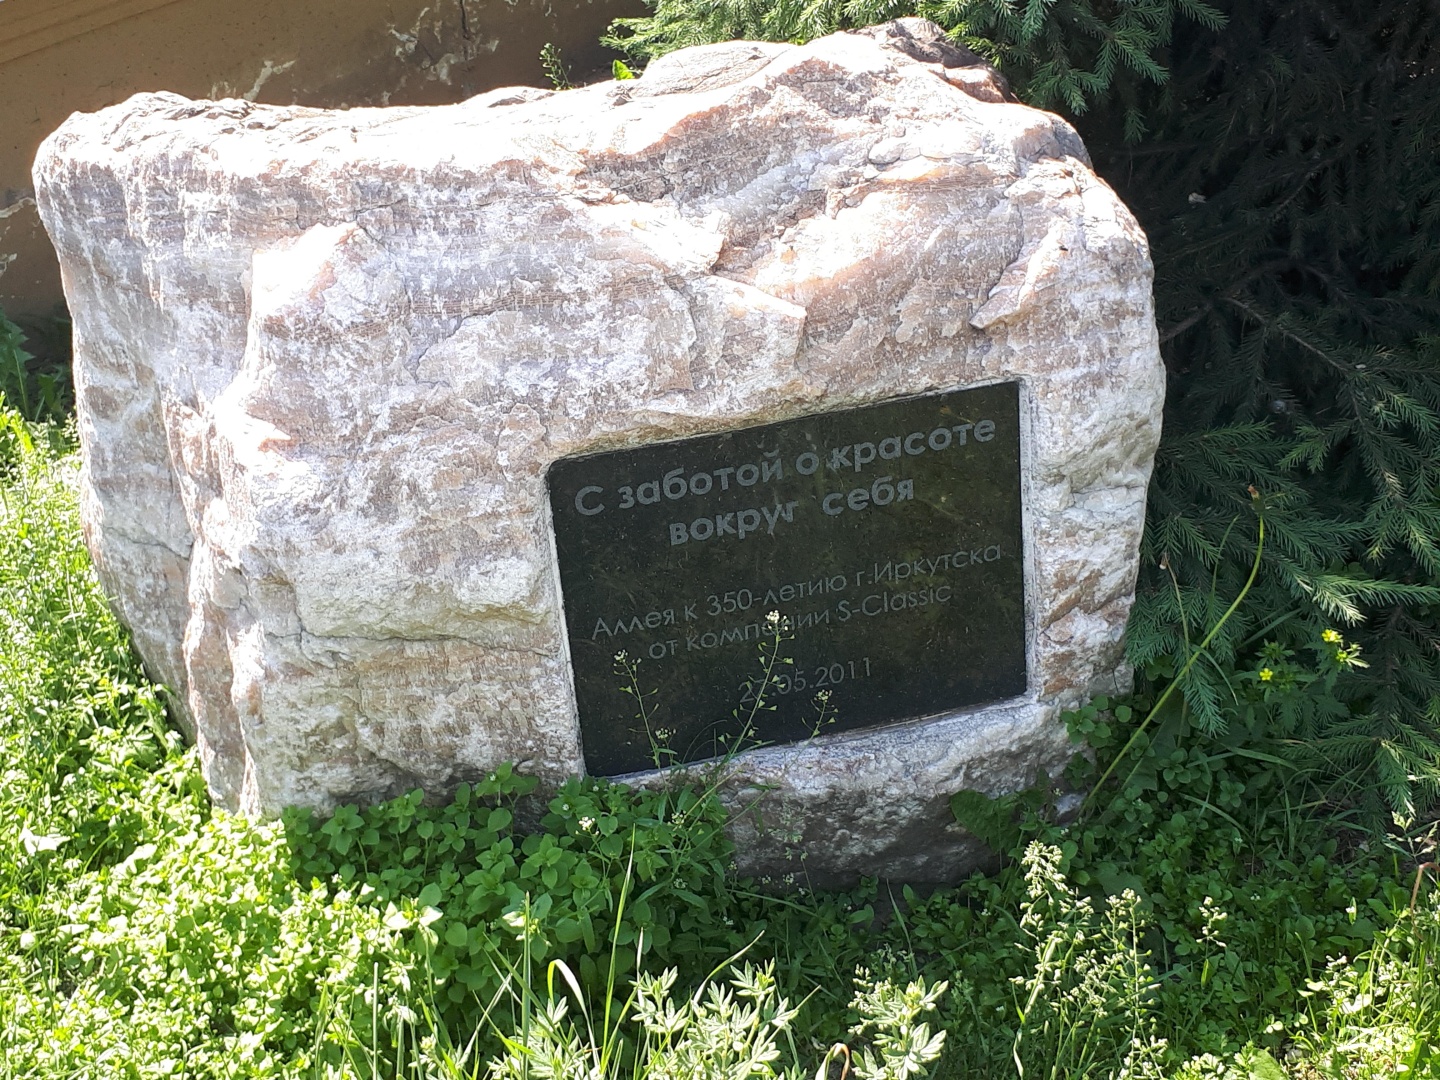 С заботой о красоте
вокруг себя
Аллея к 350-летию г.Иркутска
от компании S-Classic